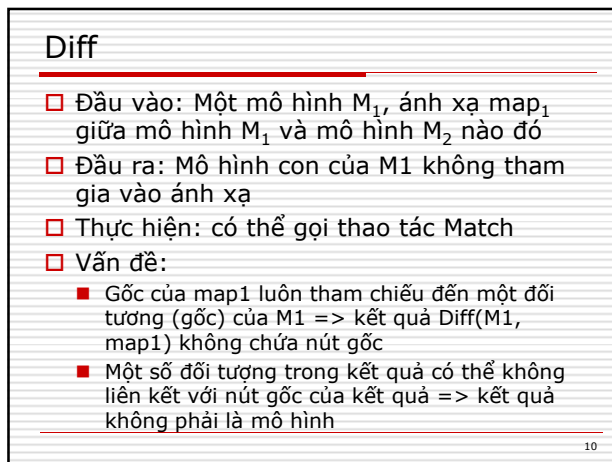 Diff
Đầu vào: Một mô hình M₁, ánh xạ map₁
giữa mô hình M₁ và mô hình M₂ nào đó
Đầu ra: Mô hình con của M1 không tham
gia vào ánh xạ
Thực hiện: có thể gọi thao tác Match
Vấn đề:
Gốc của map1 luôn tham chiếu đến một đối
tương (gốc) của M1 => kết quả Diff(M1,
map1) không chứa nút gốc
Một số đối tượng trong kết quả có thể không
liên kết với nút gốc của kết quả => kết quả
không phải là mô hình
10